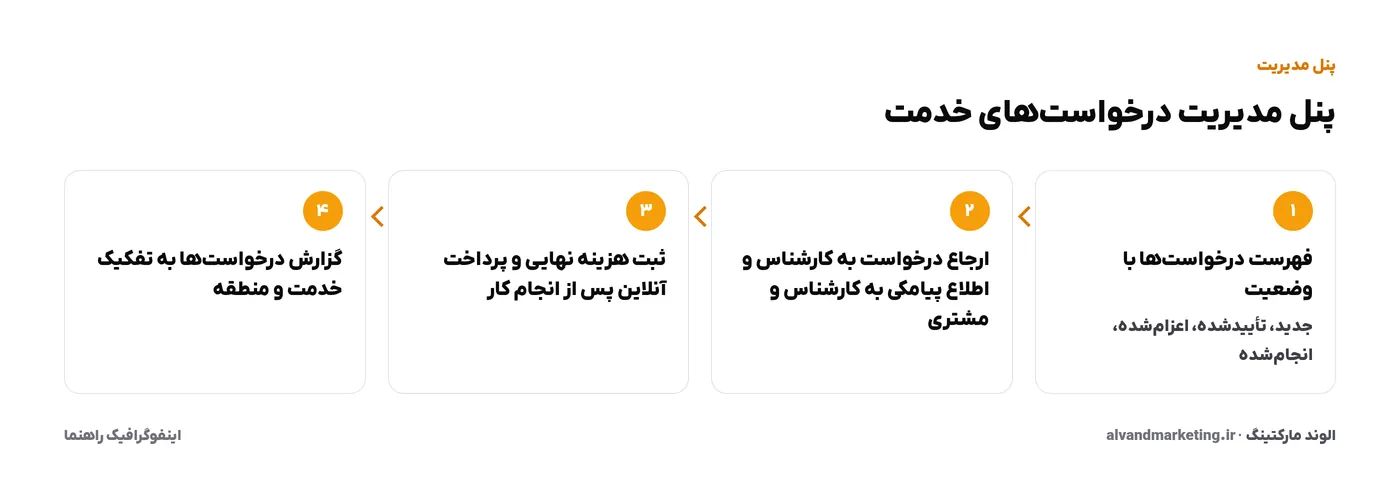 پنل مدیریت
پنل مدیریت درخواست‌های خدمت
۱
فهرست درخواست‌ها با
وضعیت
جدید، تأییدشده، اعزام‌شده،
انجام‌شده
۲
ارجاع درخواست به کارشناس و
اطلاع پیامکی به کارشناس و
مشتری
۳
ثبت هزینه نهایی و پرداخت
آنلاین پس از انجام کار
۴
گزارش درخواست‌ها به تفکیک
خدمت و منطقه
الوند مارکتینگ · alvandmarketing.ir
اینفوگرافیک راهنما